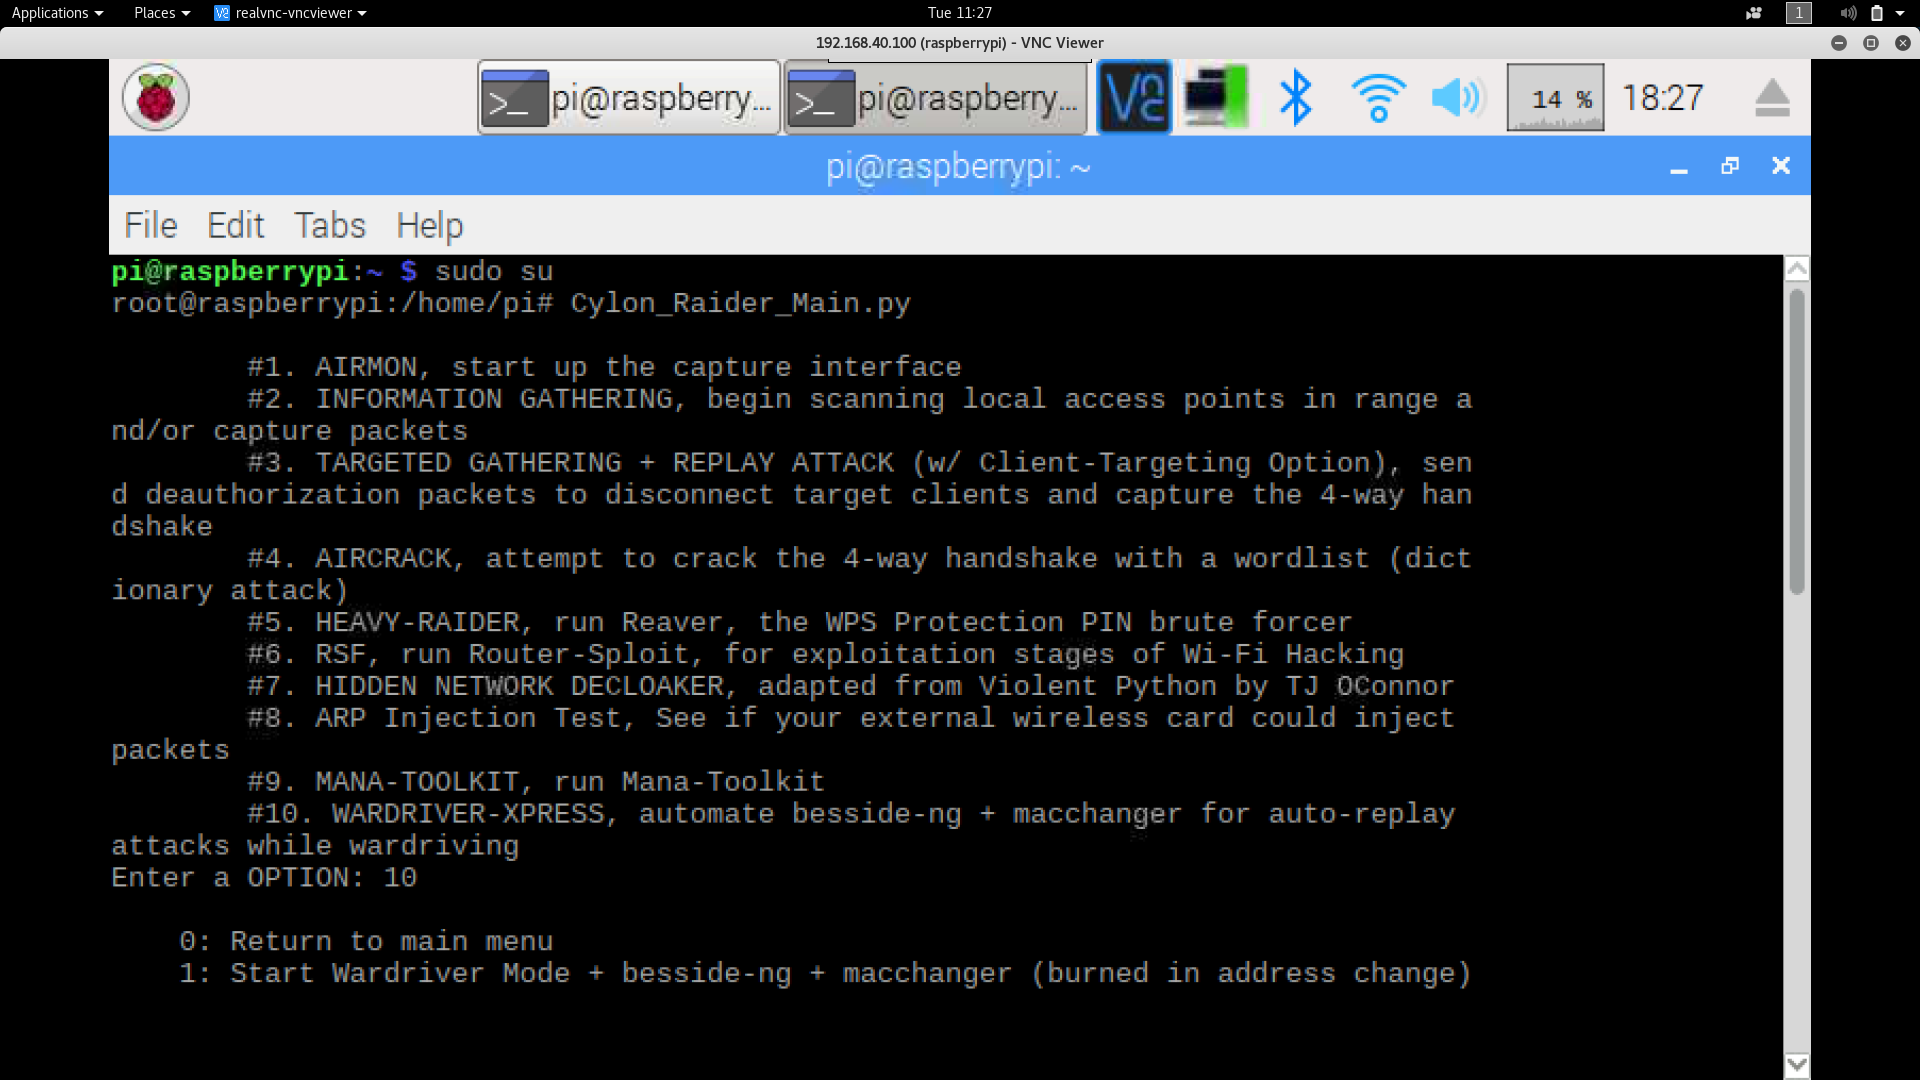 Applications Places realvnc-vncviewer Tue 11:27 1
192.168.40.100 (raspberrypi) - VNC Viewer
pi@raspberry... pi@raspberry... 14 % 18:27
pi@raspberrypi: ~
File Edit Tabs Help
pi@raspberrypi:~ $ sudo su
root@raspberrypi:/home/pi# Cylon_Raider_Main.py
#1. AIRMON, start up the capture interface
#2. INFORMATION GATHERING, begin scanning local access points in range a
nd/or capture packets
#3. TARGETED GATHERING + REPLAY ATTACK (w/ Client-Targeting Option), sen
d deauthorization packets to disconnect target clients and capture the 4-way han
dshake
#4. AIRCRACK, attempt to crack the 4-way handshake with a wordlist (dict
ionary attack)
#5. HEAVY-RAIDER, run Reaver, the WPS Protection PIN brute forcer
#6. RSF, run Router-Sploit, for exploitation stages of Wi-Fi Hacking
#7. HIDDEN NETWORK DECLOAKER, adapted from Violent Python by TJ OConnor
#8. ARP Injection Test, See if your external wireless card could inject
packets
#9. MANA-TOOLKIT, run Mana-Toolkit
#10. WARDRIVER-XPRESS, automate besside-ng + macchanger for auto-replay
attacks while wardriving
Enter a OPTION: 10
0: Return to main menu
1: Start Wardriver Mode + besside-ng + macchanger (burned in address change)